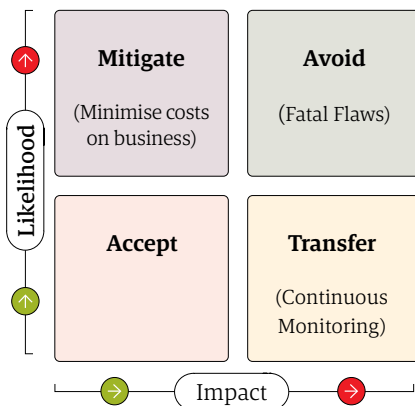 Mitigate
(Minimise costs
on business)
Avoid
(Fatal Flaws)
Likelihood
Accept
Transfer
(Continuous
Monitoring)
Impact